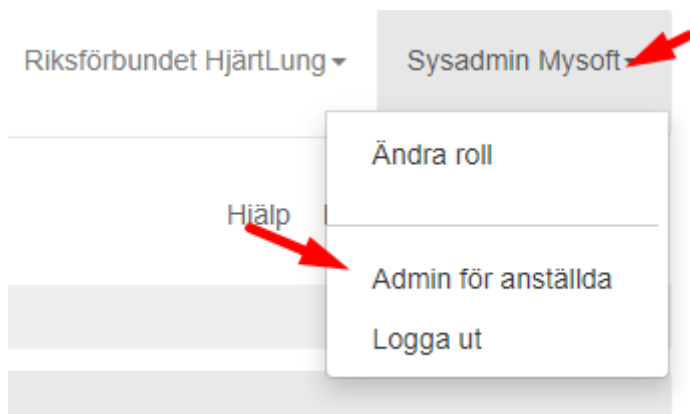 Riksförbundet HjärtLung
Sysadmin Mysoft
Ändra roll
Hjälp
Admin för anställda
Logga ut